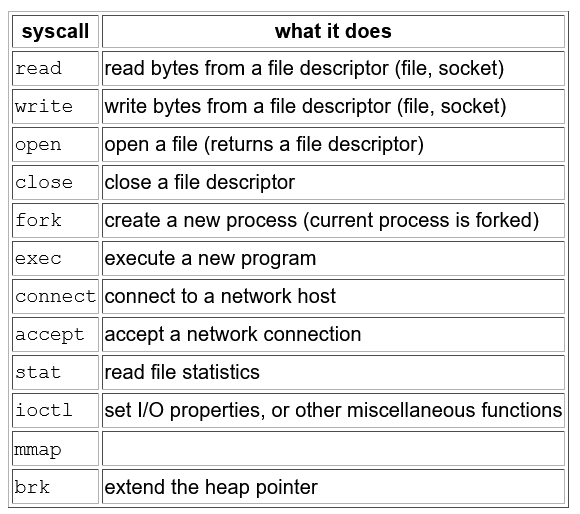 syscall what it does
read read bytes from a file descriptor (file, socket)
write write bytes from a file descriptor (file, socket)
open open a file (returns a file descriptor)
close close a file descriptor
fork create a new process (current process is forked)
exec execute a new program
connect connect to a network host
accept accept a network connection
stat read file statistics
ioctl set I/O properties, or other miscellaneous functions
mmap
brk extend the heap pointer